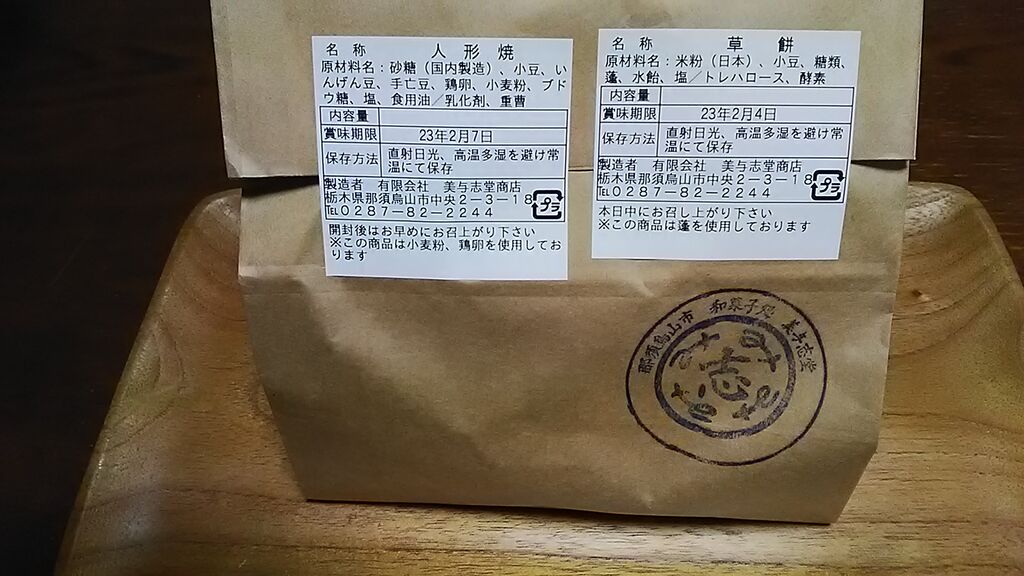 名称 人形焼
原材料名：砂糖（国内製造）、小豆、い
んげん豆、手亡豆、鶏卵、小麦粉、ブド
ウ糖、塩、食用油／乳化剤、重曹
内容量
賞味期限 23年2月7日
保存方法 直射日光、高温多湿を避け常
温にて保存
製造者 有限会社 美与志堂商店
栃木県那須烏山市中央２－３－１８
℡０２８７－８２－２２４４
プラ
開封後はお早めにお召上がり下さい
※この商品は小麦粉、鶏卵を使用してお
ります
名称 草餅
原材料名：米粉（日本）、小豆、糖類、
蓬、水飴、塩／トレハロース、酵素
内容量
賞味期限 23年2月4日
保存方法 直射日光、高温多湿を避け常
温にて保存
製造者 有限会社 美与志堂商店
栃木県那須烏山市中央２－３－１８
℡０２８７－８２－２２４４
プラ
本日中にお召し上がり下さい
※この商品は蓬を使用しております
那須烏山市 和菓子処 美与志堂
志